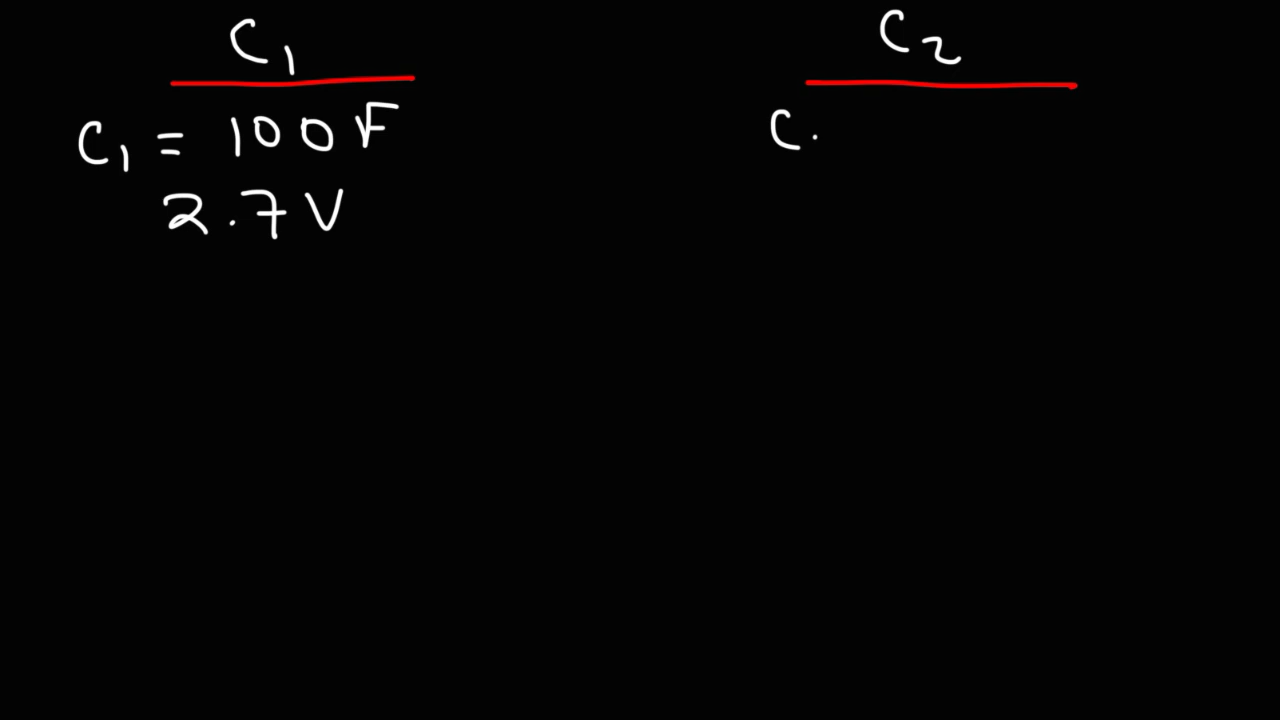 C₁ C₂
C₁ = 100F C.
2.7V